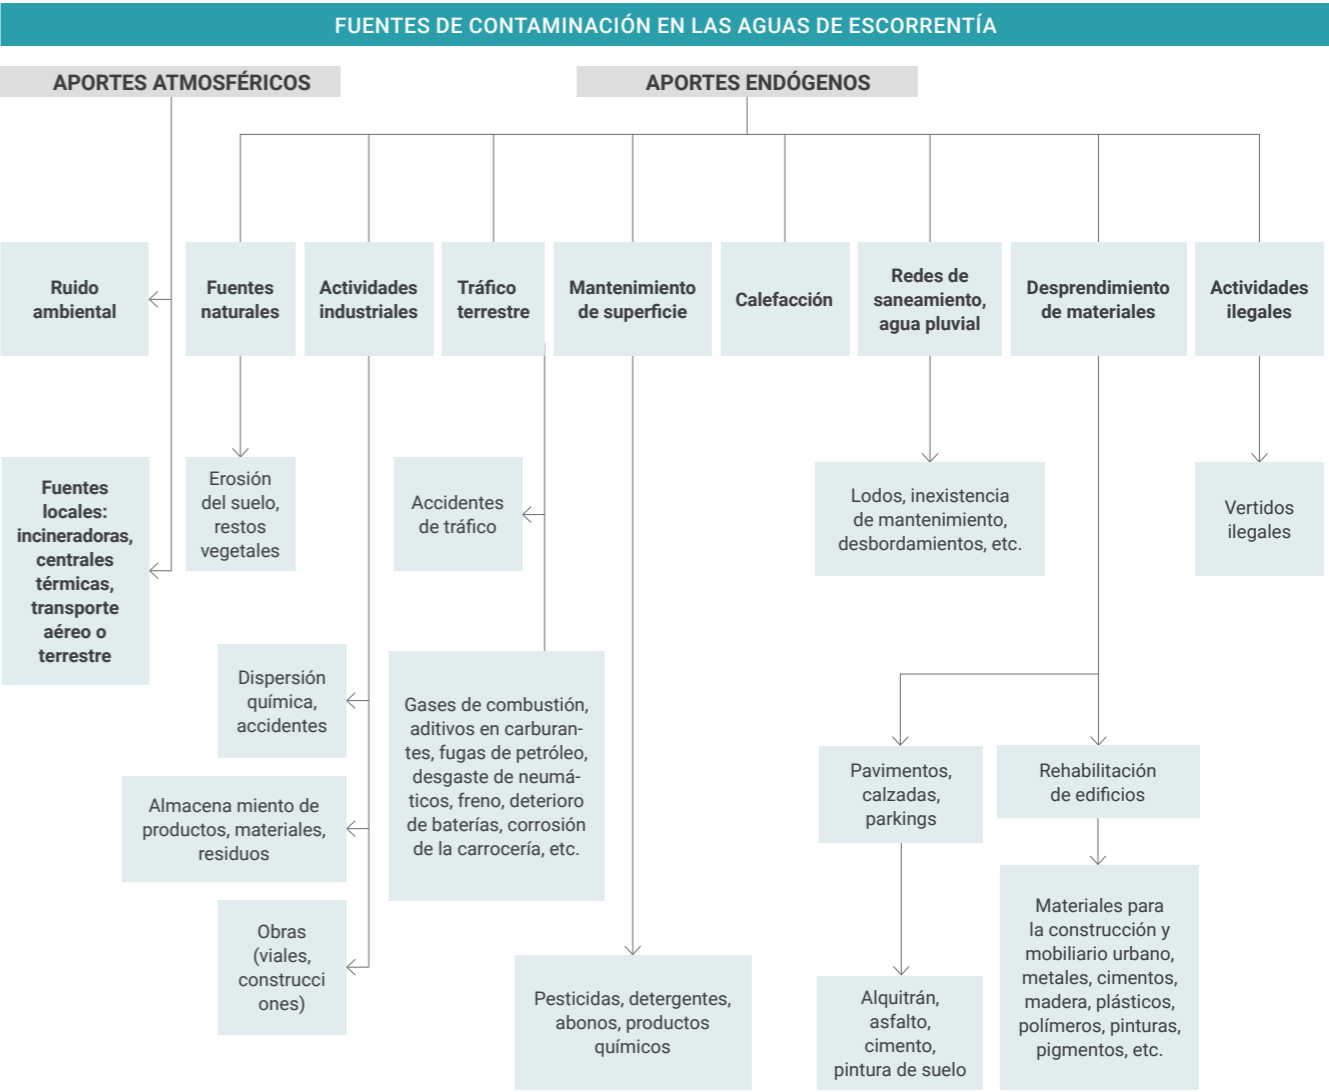 FUENTES DE CONTAMINACIÓN EN LAS AGUAS DE ESCORRENTÍA
APORTES ATMOSFÉRICOS
APORTES ENDÓGENOS
Ruido
ambiental
Fuentes
naturales
Actividades
industriales
Tráfico
terrestre
Mantenimiento
de superficie
Calefacción
Redes de
saneamiento,
agua pluvial
Desprendimiento
de materiales
Actividades
ilegales
Fuentes
locales:
incineradoras,
centrales
térmicas,
transporte
aéreo o
terrestre
Erosión
del suelo,
restos
vegetales
Accidentes
de tráfico
Lodos, inexistencia
de mantenimiento,
desbordamientos, etc.
Vertidos
ilegales
Dispersión
química,
accidentes
Gases de combustión,
aditivos en carburan-
tes, fugas de petróleo,
desgaste de neumá-
ticos, freno, deterioro
de baterías, corrosión
de la carrocería, etc.
Almacena miento de
productos, materiales,
residuos
Pavimentos,
calzadas,
parkings
Rehabilitación
de edificios
Obras
(viales,
construcci
ones)
Pesticidas, detergentes,
abonos, productos
químicos
Alquitrán,
asfalto,
cimento,
pintura de suelo
Materiales para
la construcción y
mobiliario urbano,
metales, cimentos,
madera, plásticos,
polímeros, pinturas,
pigmentos, etc.